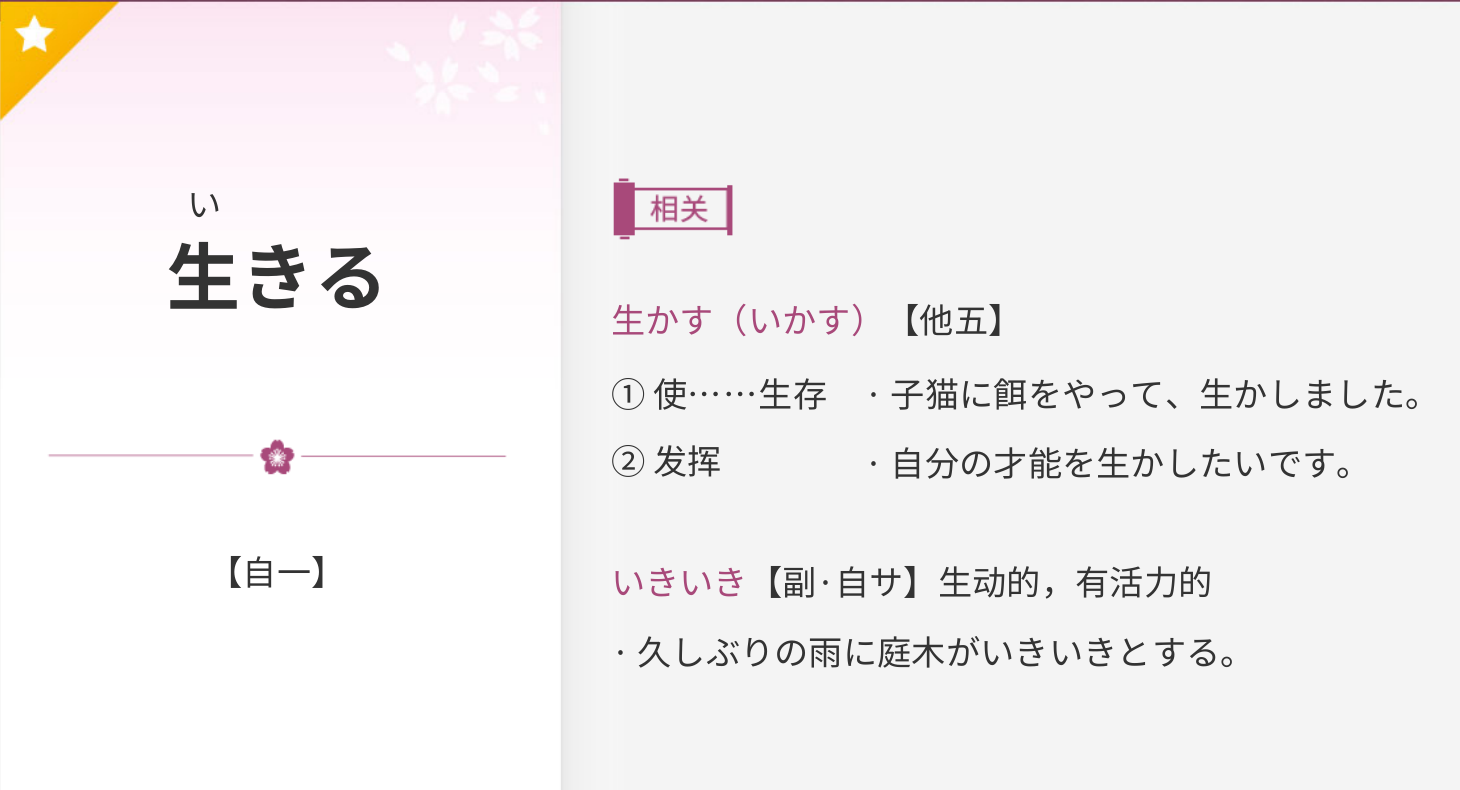 い
生きる
【自一】
相关
生かす（いかす）【他五】
① 使……生存 · 子猫に餌をやって、生かしました。
② 发挥 · 自分の才能を生かしたいです。
いきいき【副·自サ】生动的，有活力的
· 久しぶりの雨に庭木がいきいきとする。